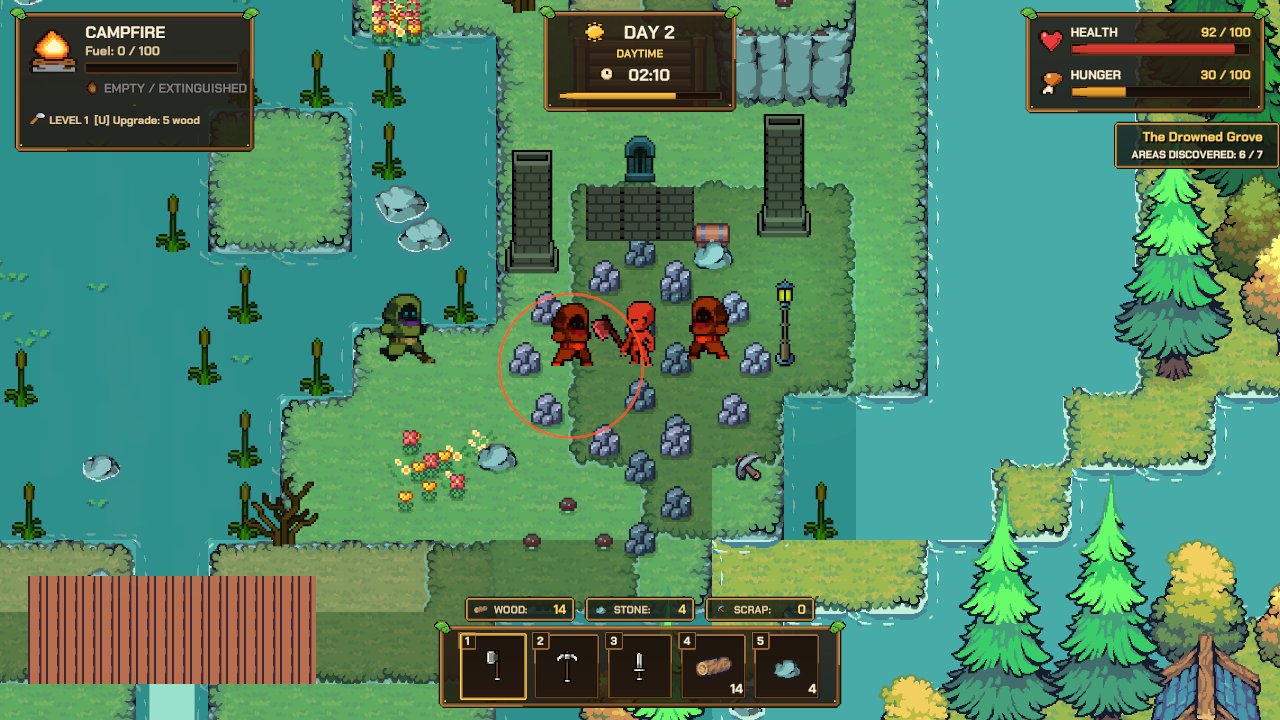 CAMPFIRE
Fuel: 0 / 100
EMPTY / EXTINGUISHED
LEVEL 1 [U] Upgrade: 5 wood
DAY 2
DAYTIME
02:10
HEALTH 92 / 100
HUNGER 30 / 100
The Drowned Grove
AREAS DISCOVERED: 6 / 7
WOOD: 14
STONE: 4
SCRAP: 0
1
2
3
4
14
5
4